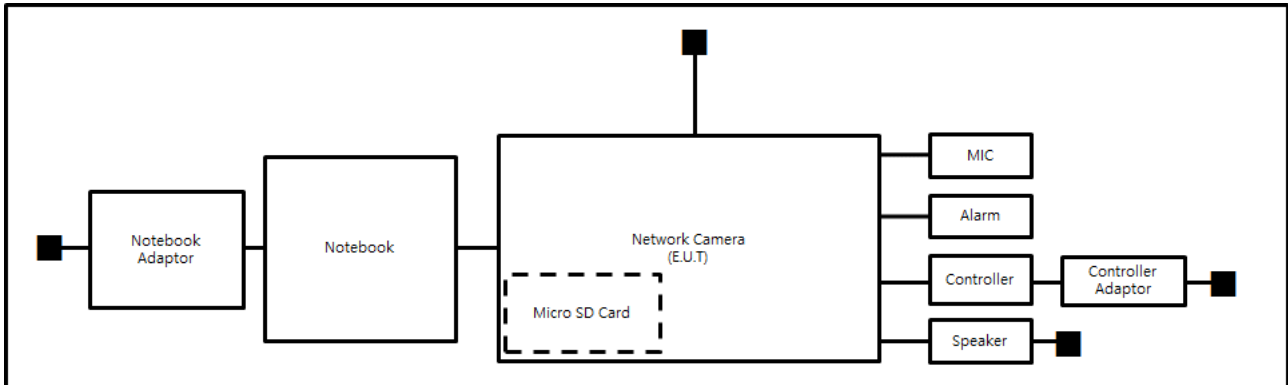 MIC
Alarm
Notebook
Adaptor
Notebook
Network Camera
(E.U.T)
Controller
Controller
Adaptor
Micro SD Card
Speaker